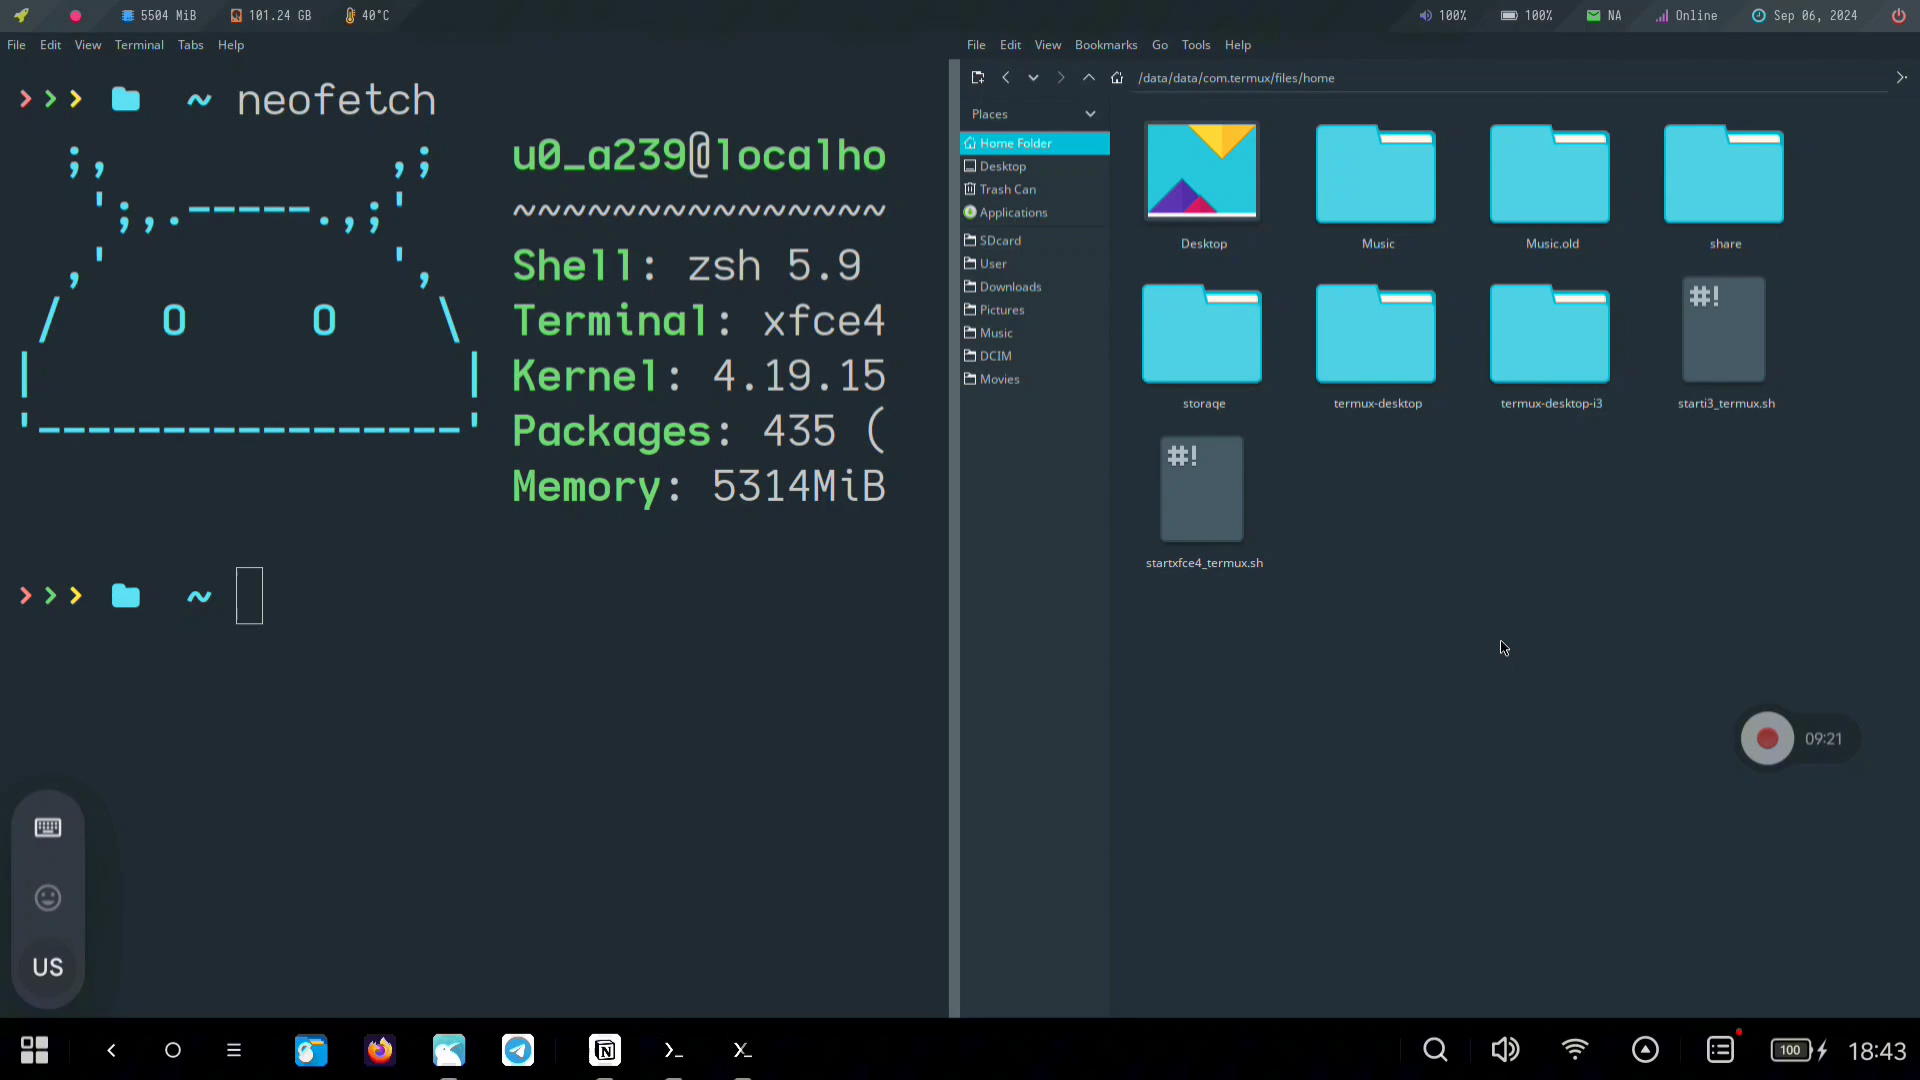 5504 MiB
101.24 GB
40°C
100%
100%
NA
Online
Sep 06, 2024
File Edit View Terminal Tabs Help
File Edit View Bookmarks Go Tools Help
~ neofetch
u0_a239@localho
~~~~~~~~~~~~~~~
Shell: zsh 5.9
Terminal: xfce4
Kernel: 4.19.15
Packages: 435 (
Memory: 5314MiB
~
/data/data/com.termux/files/home
Places
Home Folder
Desktop
Trash Can
Applications
SDcard
User
Downloads
Pictures
Music
DCIM
Movies
Desktop
Music
Music.old
share
storage
termux-desktop
termux-desktop-i3
#!
starti3_termux.sh
#!
startxfce4_termux.sh
09:21
US
100
18:43